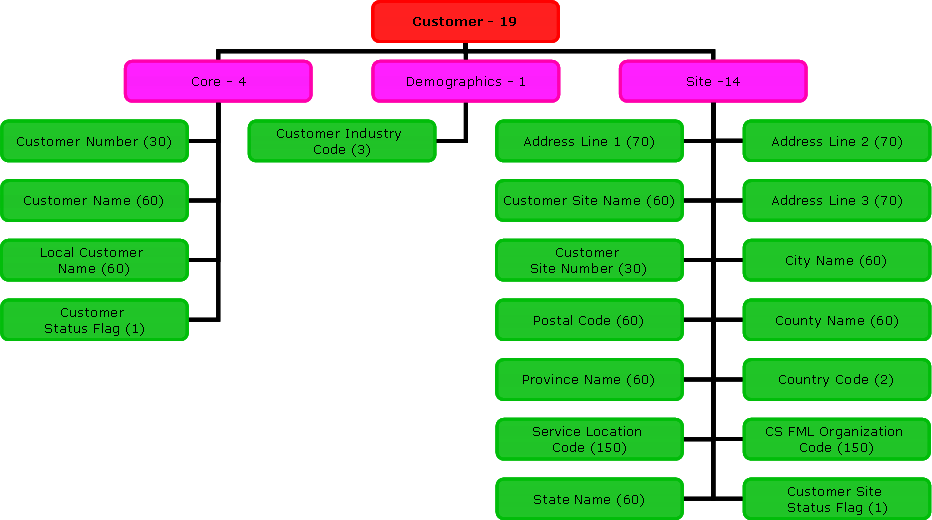 Customer - 19
Core - 4
Demographics - 1
Site -14
Customer Number (30)
Customer Name (60)
Local Customer
Name (60)
Customer
Status Flag (1)
Customer Industry
Code (3)
Address Line 1 (70)
Address Line 2 (70)
Customer Site Name (60)
Address Line 3 (70)
Customer
Site Number (30)
City Name (60)
Postal Code (60)
County Name (60)
Province Name (60)
Country Code (2)
Service Location
Code (150)
CS FML Organization
Code (150)
State Name (60)
Customer Site
Status Flag (1)